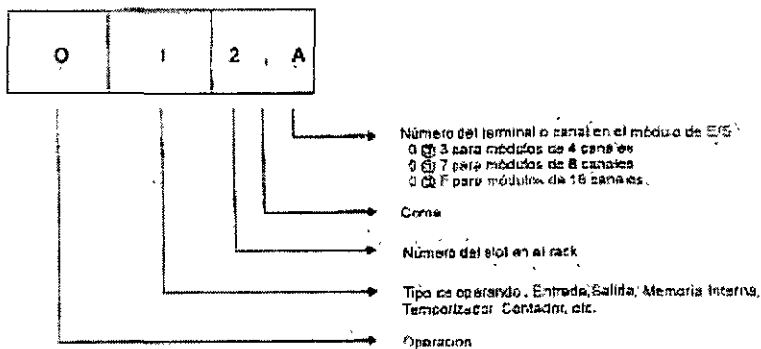 O I 2 , A
Número del terminal o canal en el módulo de E/S
0 @ 3 para módulos de 4 canales
0 @ 7 para módulos de 8 canales
0 @ F para módulos de 16 canales.
Coma
Número del slot en el rack
Tipo de operando. Entrada, Salida, Memoria Interna,
Temporizador Contador, etc.
Operacion